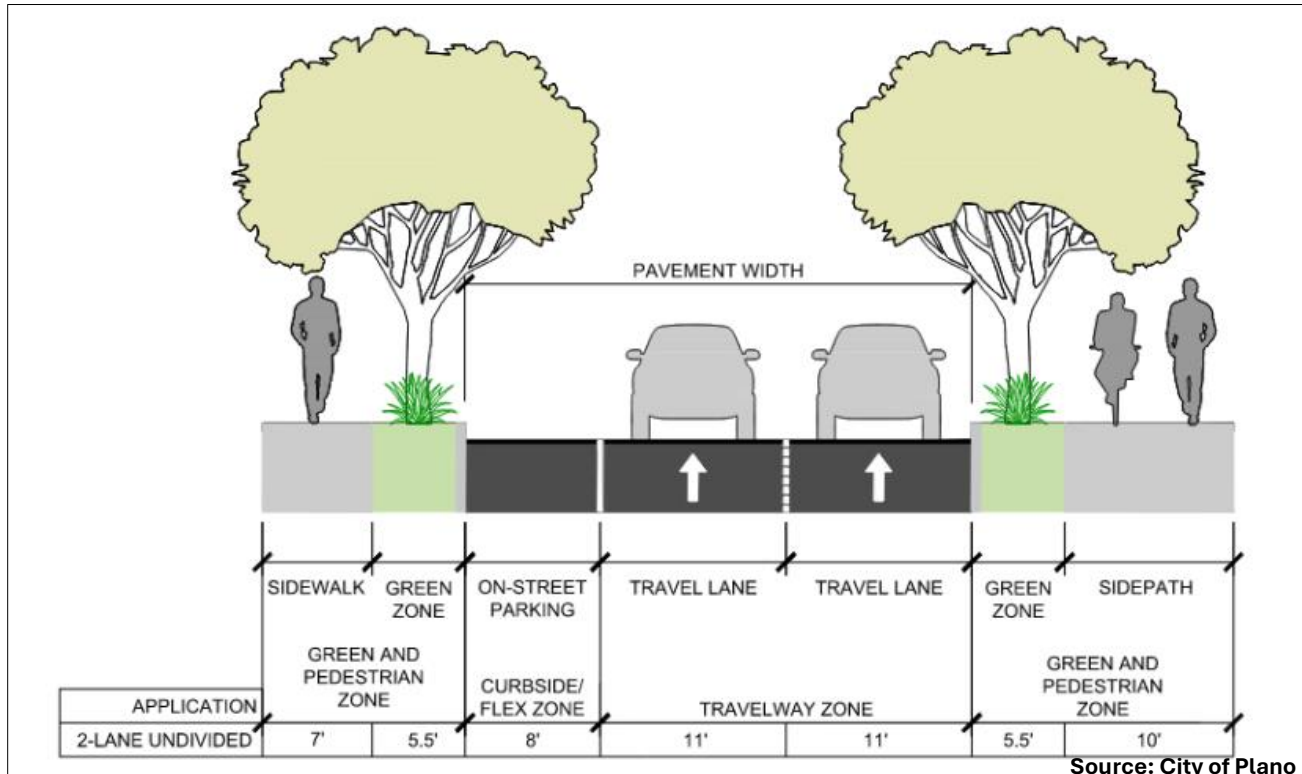 PAVEMENT WIDTH
SIDEWALK
GREEN
ZONE
ON-STREET
PARKING
TRAVEL LANE
TRAVEL LANE
GREEN
ZONE
SIDEPATH
GREEN AND
PEDESTRIAN
ZONE
CURBSIDE/
FLEX ZONE
TRAVELWAY ZONE
GREEN AND
PEDESTRIAN
ZONE
APPLICATION
2-LANE UNDIVIDED 7' 5.5' 8' 11' 11' 5.5' 10'
Source: City of Plano